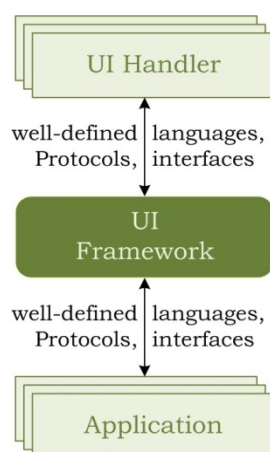 UI Handler
well-defined languages,
Protocols, interfaces
UI
Framework
well-defined languages,
Protocols, interfaces
Application